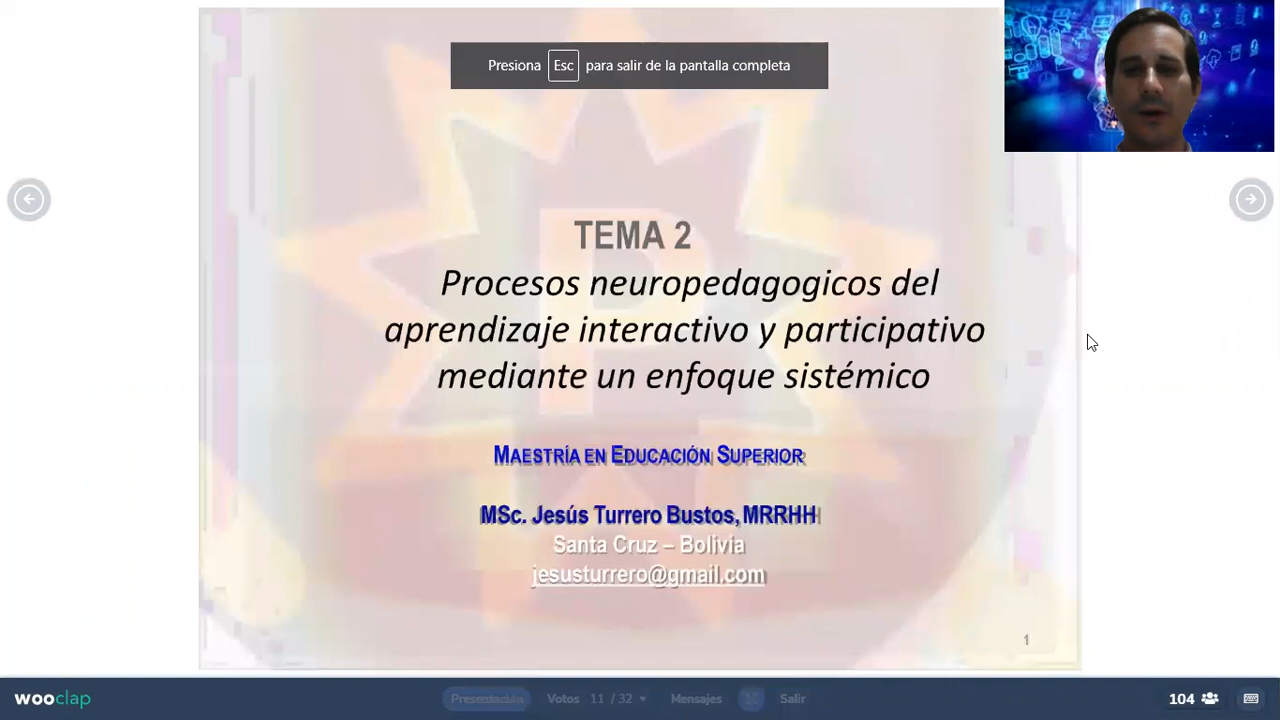 Presiona Esc para salir de la pantalla completa
TEMA 2
Procesos neuropedagogicos del
aprendizaje interactivo y participativo
mediante un enfoque sistémico
MAESTRÍA EN EDUCACIÓN SUPERIOR
MSc. Jesús Turrero Bustos, MRRHH
Santa Cruz – Bolivia
jesusturrero@gmail.com
1
wooclap
Presentación Votos 11 / 32 Mensajes Salir
104